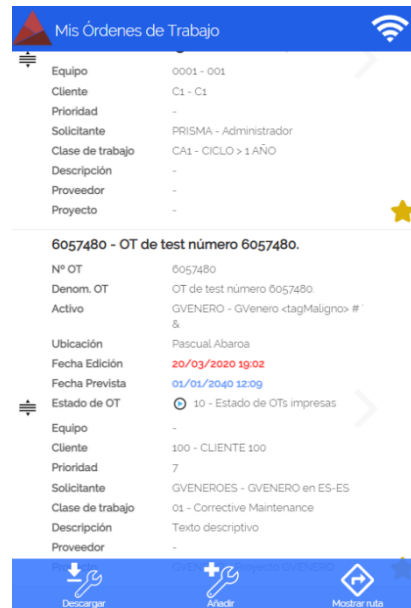 Mis Órdenes de Trabajo
Equipo 0001 - 001
Cliente C1 - C1
Prioridad -
Solicitante PRISMA - Administrador
Clase de trabajo CA1 - CICLO > 1 AÑO
Descripción -
Proveedor -
Proyecto -
6057480 - OT de test número 6057480.
Nº OT 6057480
Denom. OT OT de test número 6057480.
Activo GVENERO - GVenero <tagMaligno> # '
&
Ubicación Pascual Abaroa
Fecha Edición 20/03/2020 19:02
Fecha Prevista 01/01/2040 12:09
Estado de OT 10 - Estado de OTs impresas
Equipo -
Cliente 100 - CLIENTE 100
Prioridad 7
Solicitante GVENEROES - GVENERO en ES-ES
Clase de trabajo 01 - Corrective Maintenance
Descripción Texto descriptivo
Proveedor -
Proyecto GVENERO - Proyecto GVENERO
Descargar Añadir Mostrar ruta